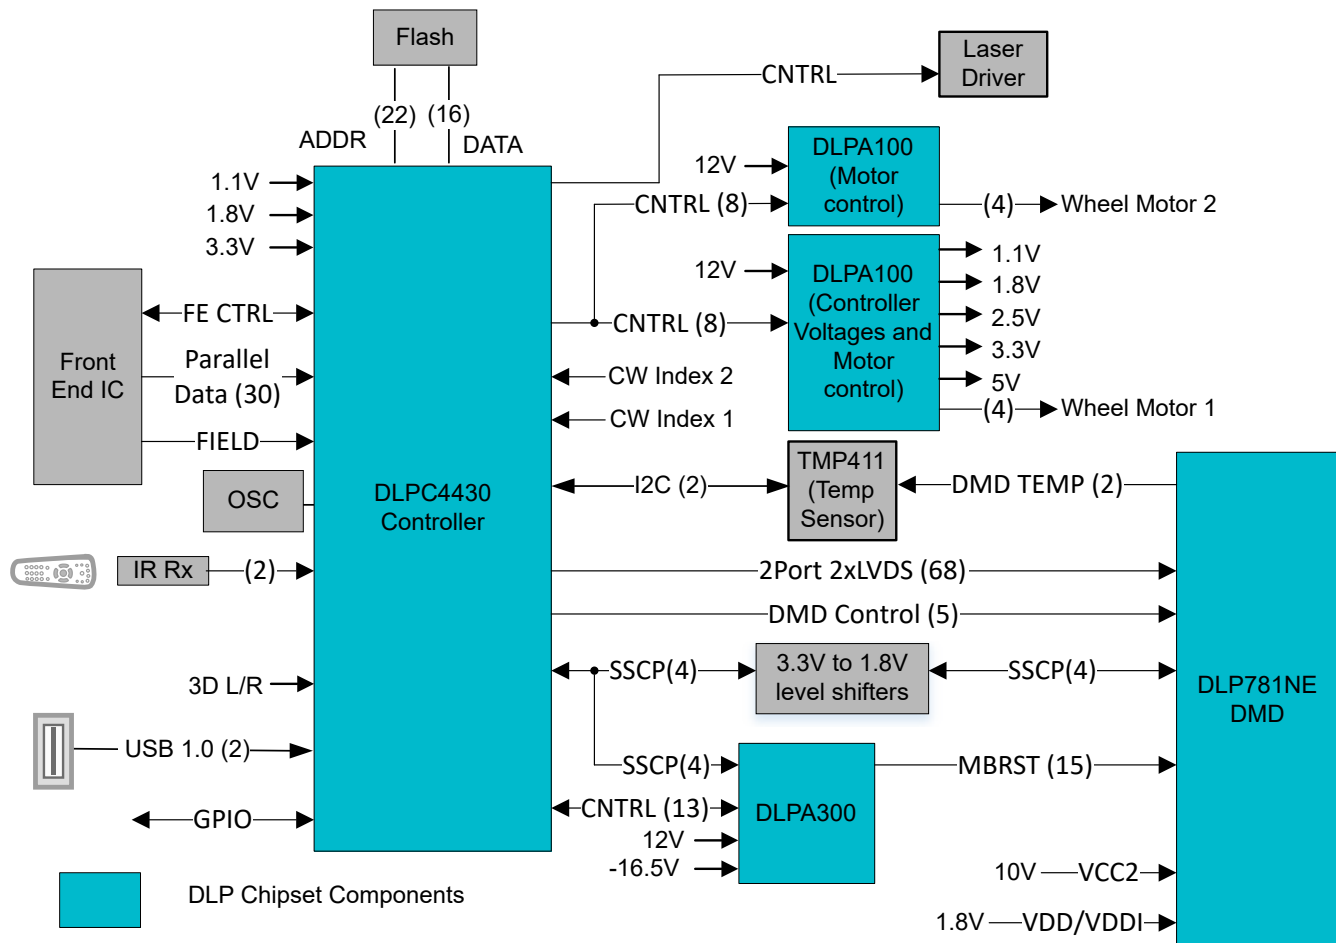 Flash
Laser
Driver
CNTRL
(22)
(16)
ADDR
DATA
DLPA100
(Motor
control)
12V
CNTRL (8)
(4)
Wheel Motor 2
1.1V
1.8V
3.3V
12V
DLPA100
(Controller
Voltages and
Motor
control)
1.1V
1.8V
2.5V
3.3V
5V
(4)
Wheel Motor 1
CNTRL (8)
CW Index 2
CW Index 1
Front
End IC
FE CTRL
Parallel
Data (30)
FIELD
OSC
DLPC4430
Controller
I2C (2)
TMP411
(Temp
Sensor)
DMD TEMP (2)
IR Rx
(2)
2Port 2xLVDS (68)
DMD Control (5)
SSCP(4)
3.3V to 1.8V
level shifters
SSCP(4)
DLP781NE
DMD
3D L/R
USB 1.0 (2)
GPIO
SSCP(4)
CNTRL (13)
12V
-16.5V
DLPA300
MBRST (15)
10V
VCC2
1.8V
VDD/VDDI
DLP Chipset Components